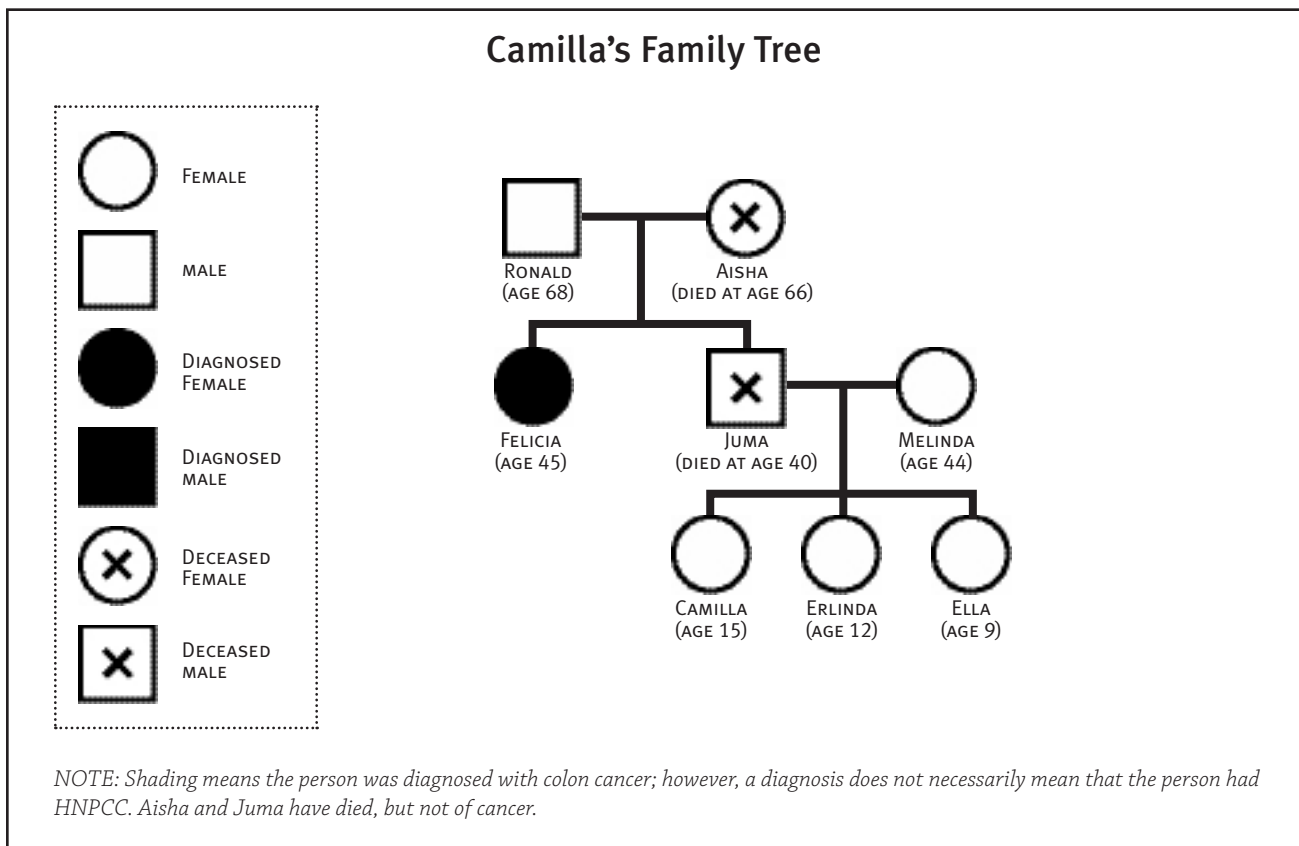 Camilla's Family Tree
Female
male
Diagnosed
Female
Diagnosed
male
Deceased
Female
Deceased
male
Ronald
(age 68)
Aisha
(died at age 66)
Felicia
(age 45)
Juma
(died at age 40)
Melinda
(age 44)
Camilla
(age 15)
Erlinda
(age 12)
Ella
(age 9)
NOTE: Shading means the person was diagnosed with colon cancer; however, a diagnosis does not necessarily mean that the person had
HNPCC. Aisha and Juma have died, but not of cancer.